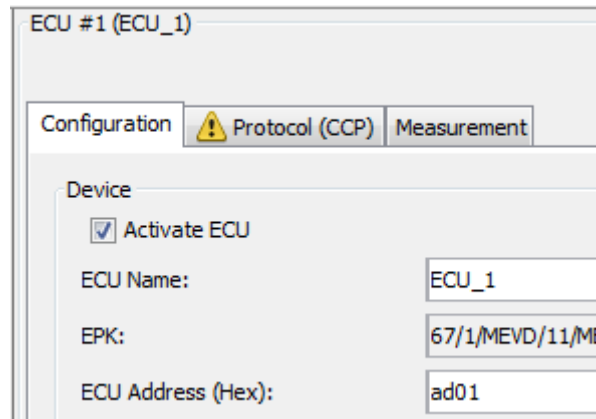 ECU #1 (ECU_1)
Configuration Protocol (CCP) Measurement
Device
Activate ECU
ECU Name: ECU_1
EPK: 67/1/MEVD/11/ME
ECU Address (Hex): ad01